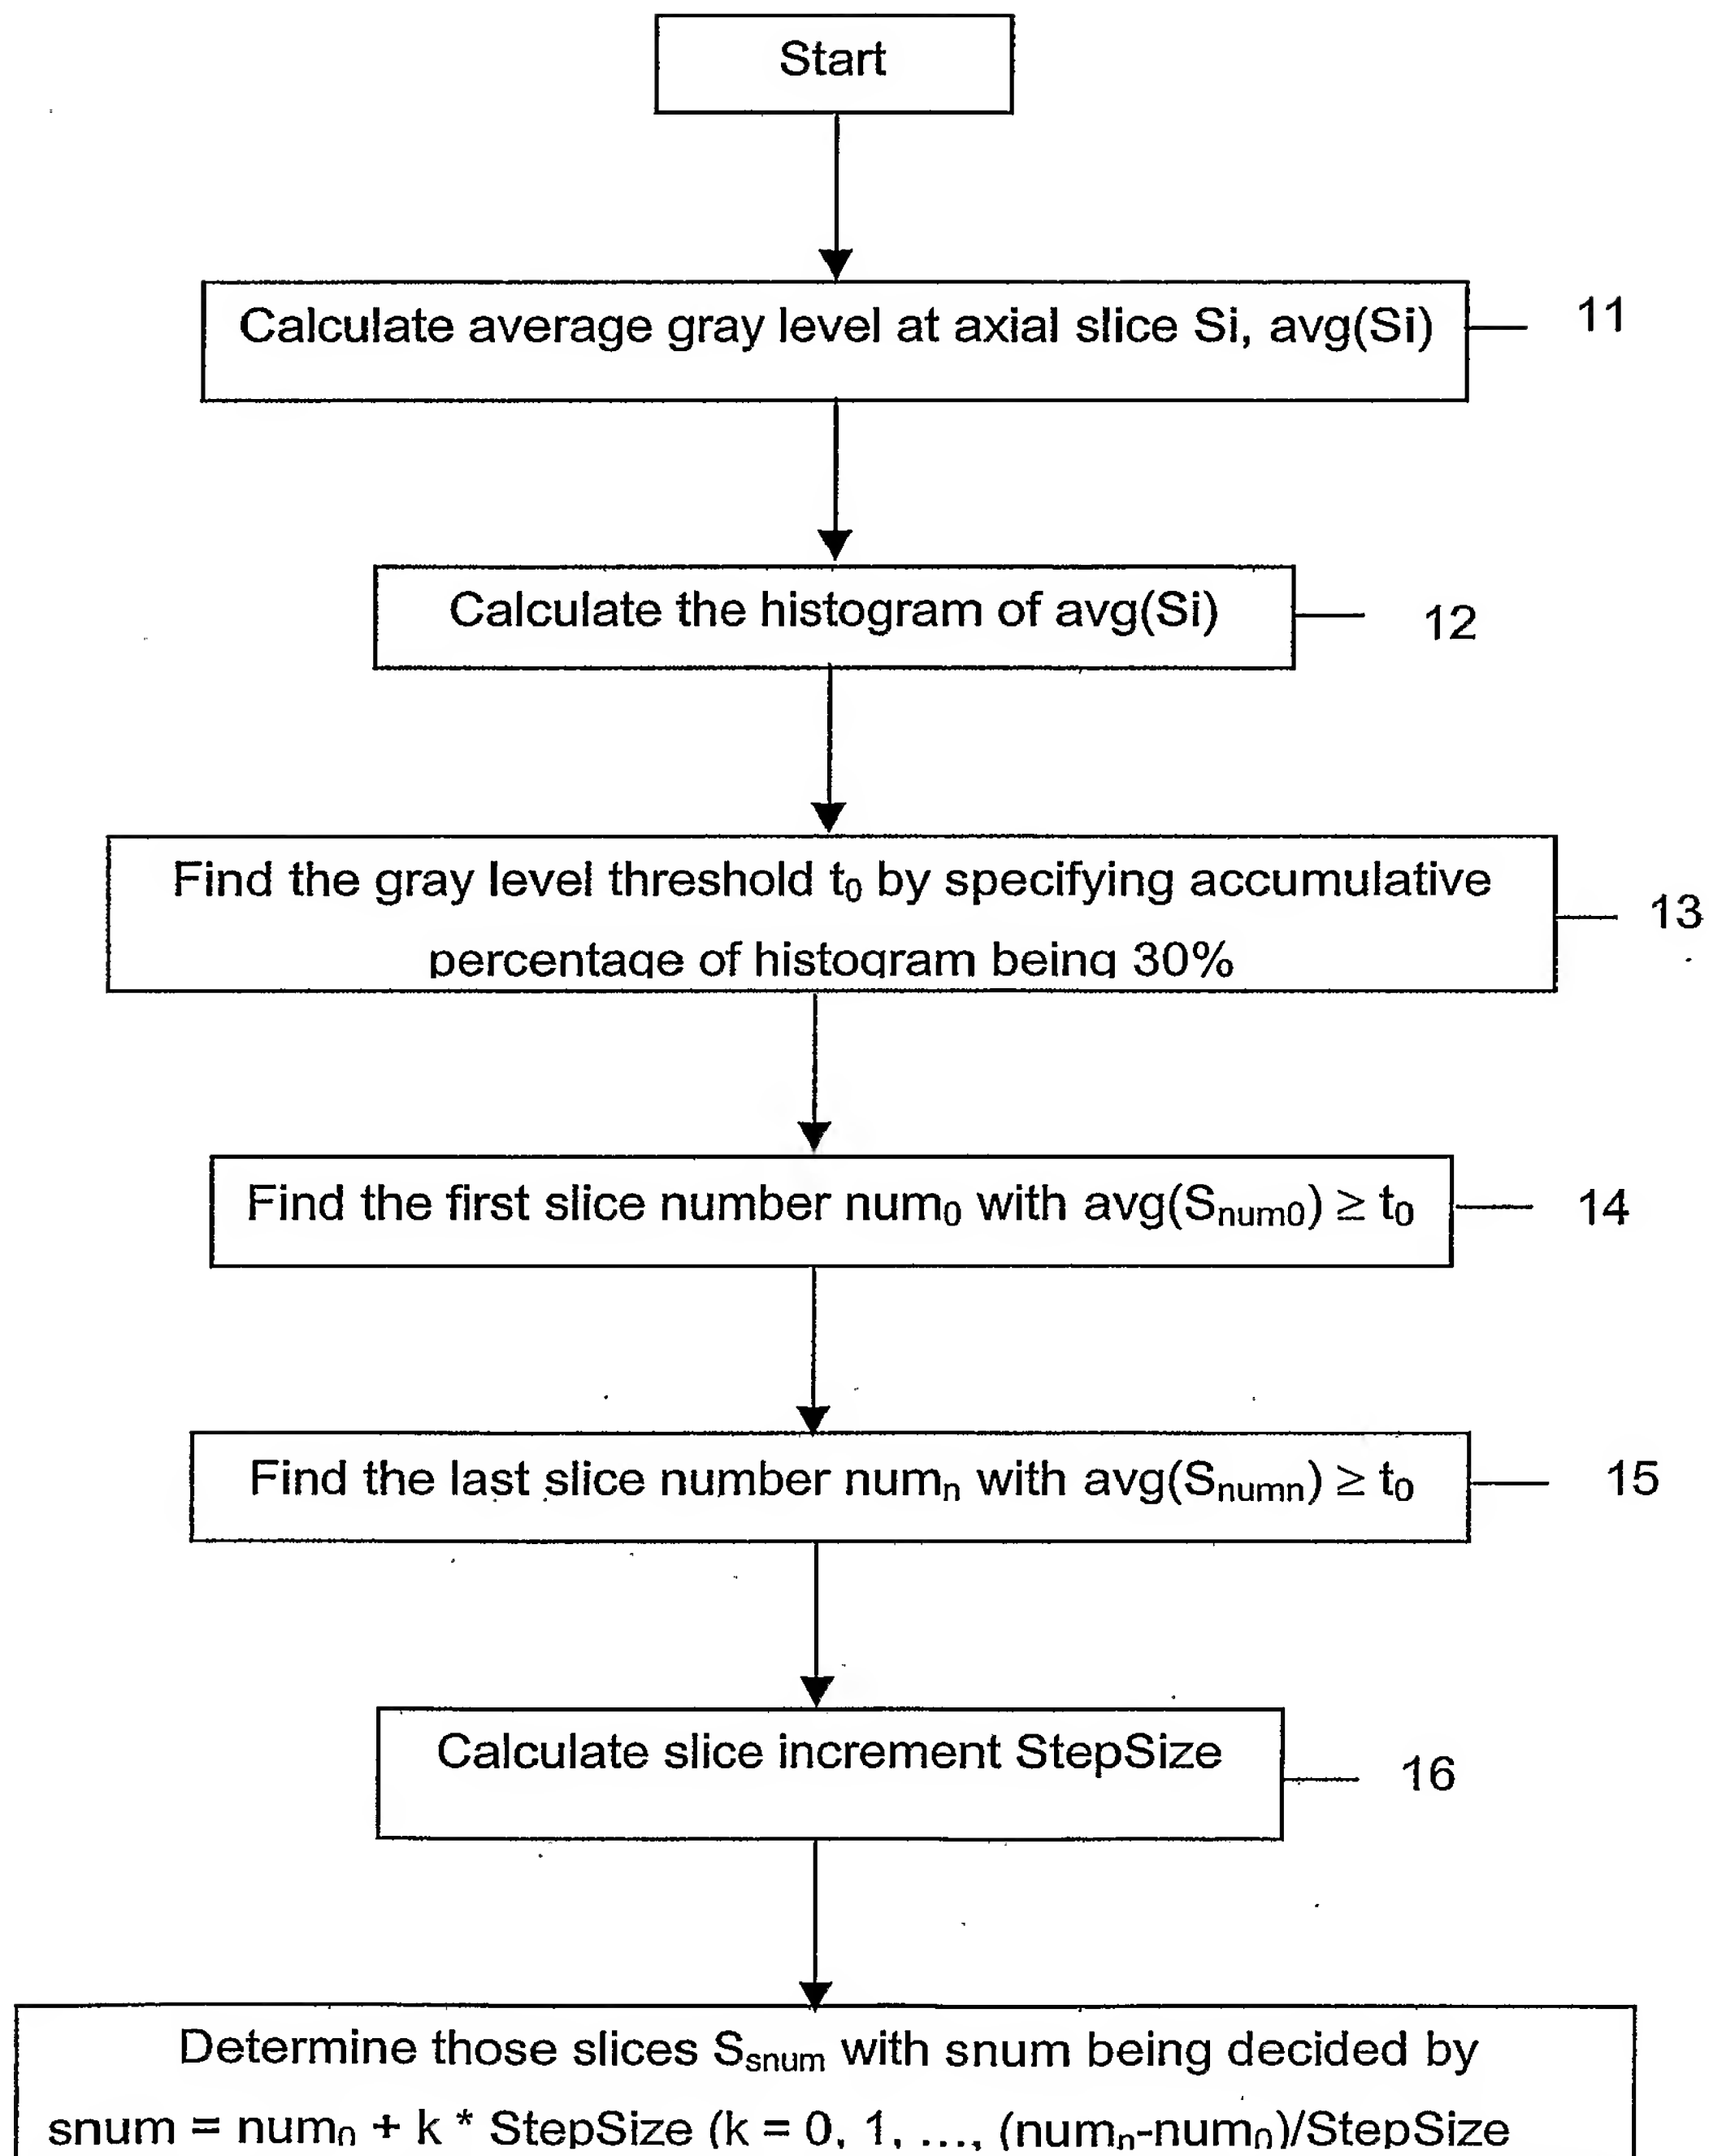 Start
Calculate average gray level at axial slice Si, avg(Si)
11
Calculate the histogram of avg(Si)
12
Find the gray level threshold t₀ by specifying accumulative
percentage of histogram being 30%
13
Find the first slice number num₀ with avg(Sₙᵤₘ₀) ≥ t₀
14
Find the last slice number numₙ with avg(Sₙᵤₘₙ) ≥ t₀
15
Calculate slice increment StepSize
16
Determine those slices Sₛₙᵤₘ with snum being decided by
snum = num₀ + k * StepSize (k = 0, 1, ..., (numₙ-num₀)/StepSize